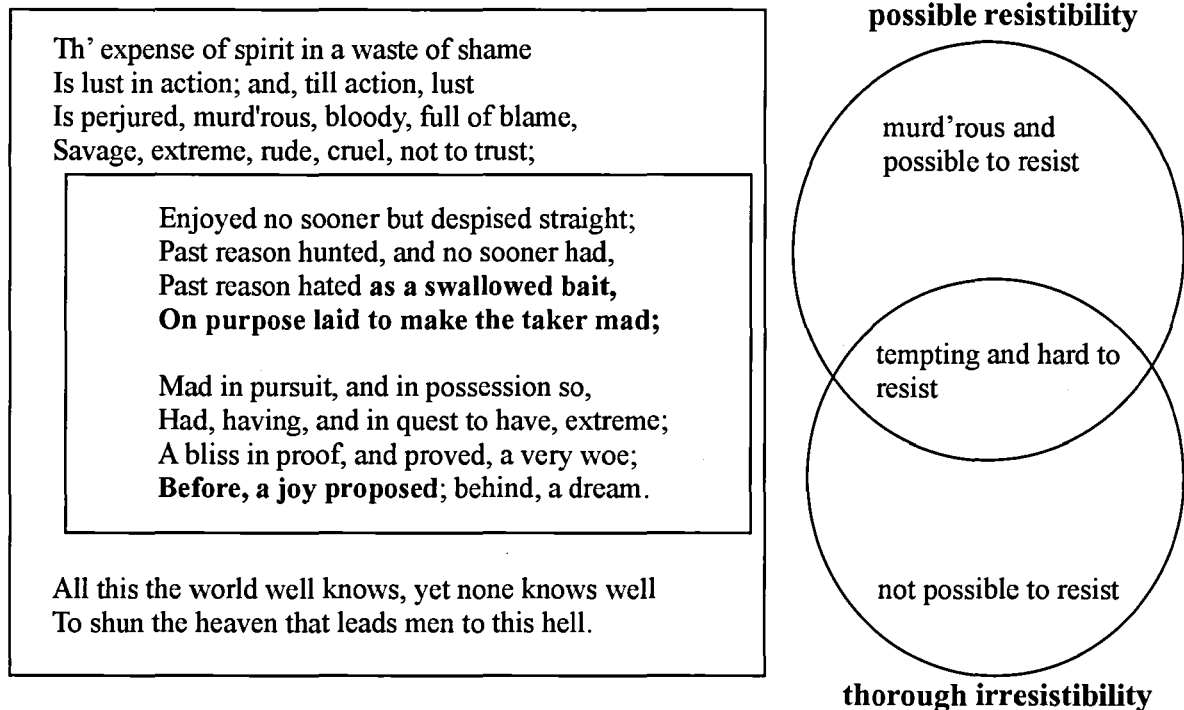 Th' expense of spirit in a waste of shame
Is lust in action; and, till action, lust
Is perjured, murd'rous, bloody, full of blame,
Savage, extreme, rude, cruel, not to trust;
Enjoyed no sooner but despised straight;
Past reason hunted, and no sooner had,
Past reason hated as a swallowed bait,
On purpose laid to make the taker mad;
Mad in pursuit, and in possession so,
Had, having, and in quest to have, extreme;
A bliss in proof, and proved, a very woe;
Before, a joy proposed; behind, a dream.
All this the world well knows, yet none knows well
To shun the heaven that leads men to this hell.
possible resistibility
murd'rous and
possible to resist
tempting and hard to
resist
not possible to resist
thorough irresistibility